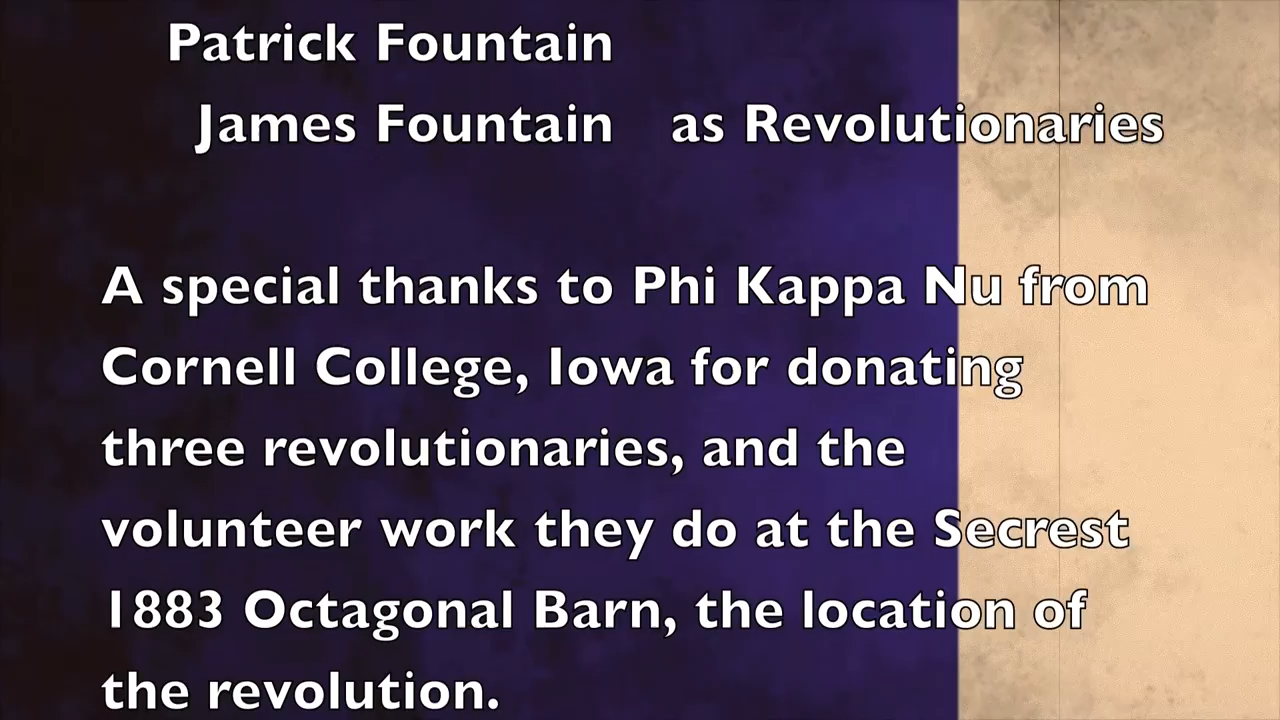 Patrick Fountain
James Fountain as Revolutionaries
A special thanks to Phi Kappa Nu from
Cornell College, Iowa for donating
three revolutionaries, and the
volunteer work they do at the Secrest
1883 Octagonal Barn, the location of
the revolution.